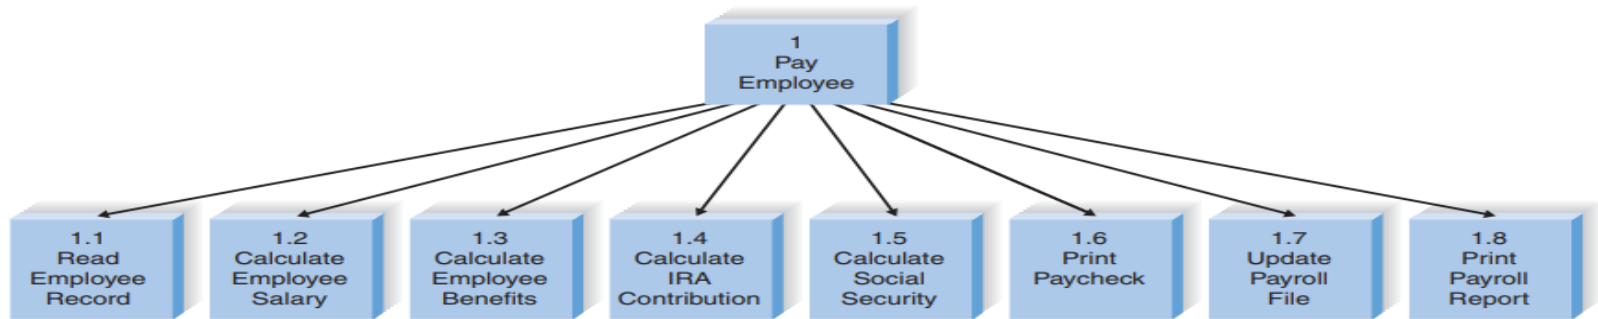 1
Pay
Employee
1.1
Read
Employee
Record
1.2
Calculate
Employee
Salary
1.3
Calculate
Employee
Benefits
1.4
Calculate
IRA
Contribution
1.5
Calculate
Social
Security
1.6
Print
Paycheck
1.7
Update
Payroll
File
1.8
Print
Payroll
Report